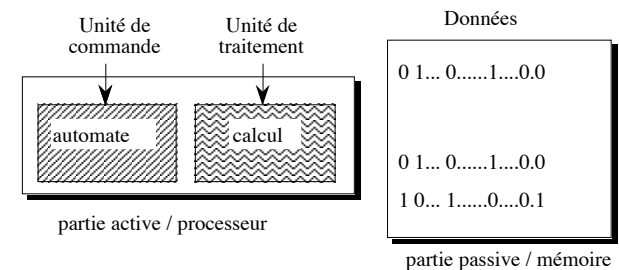 Unité de
commande
Unité de
traitement
Données
automate
calcul
0 1... 0......1....0.0
0 1... 0......1....0.0
1 0... 1......0....0.1
partie active / processeur
partie passive / mémoire